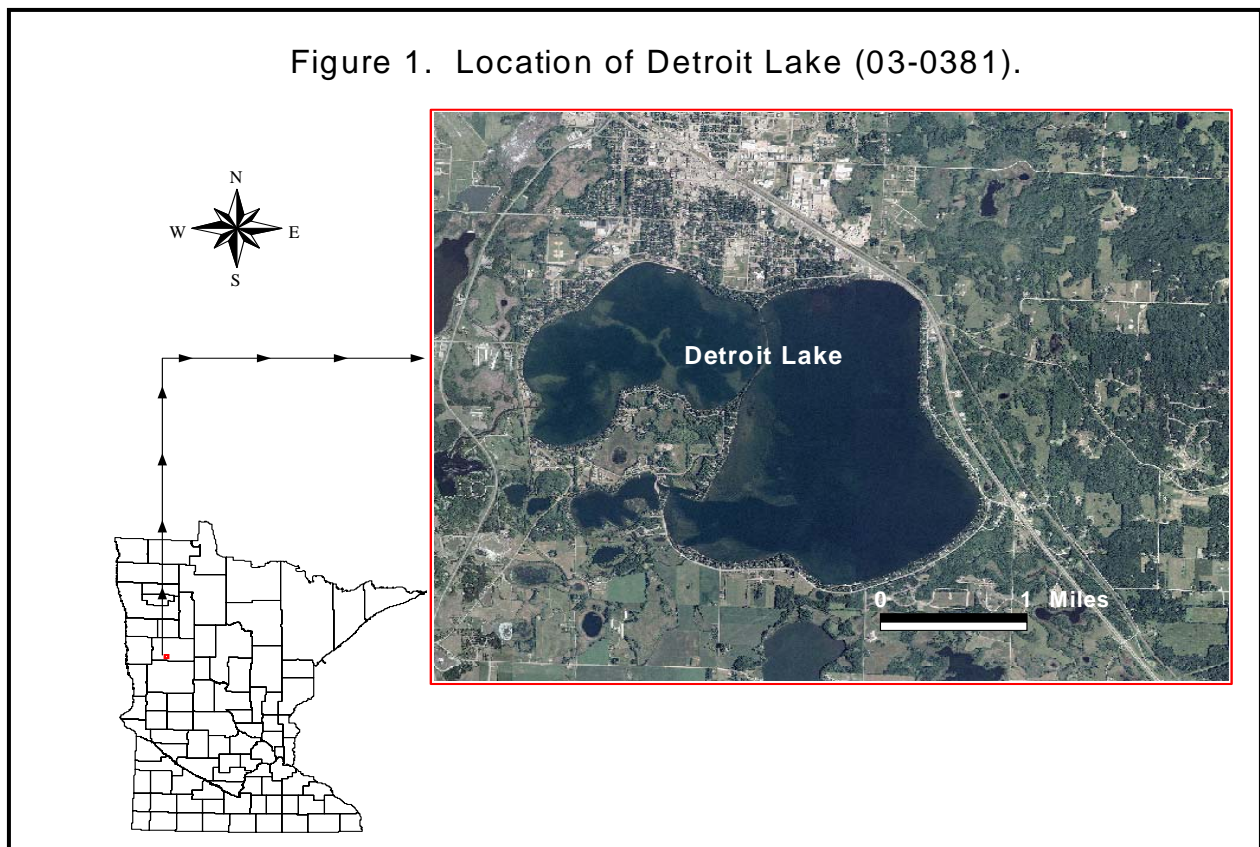 Figure 1. Location of Detroit Lake (03-0381).
N
W E
S
Detroit Lake
0 1 Miles